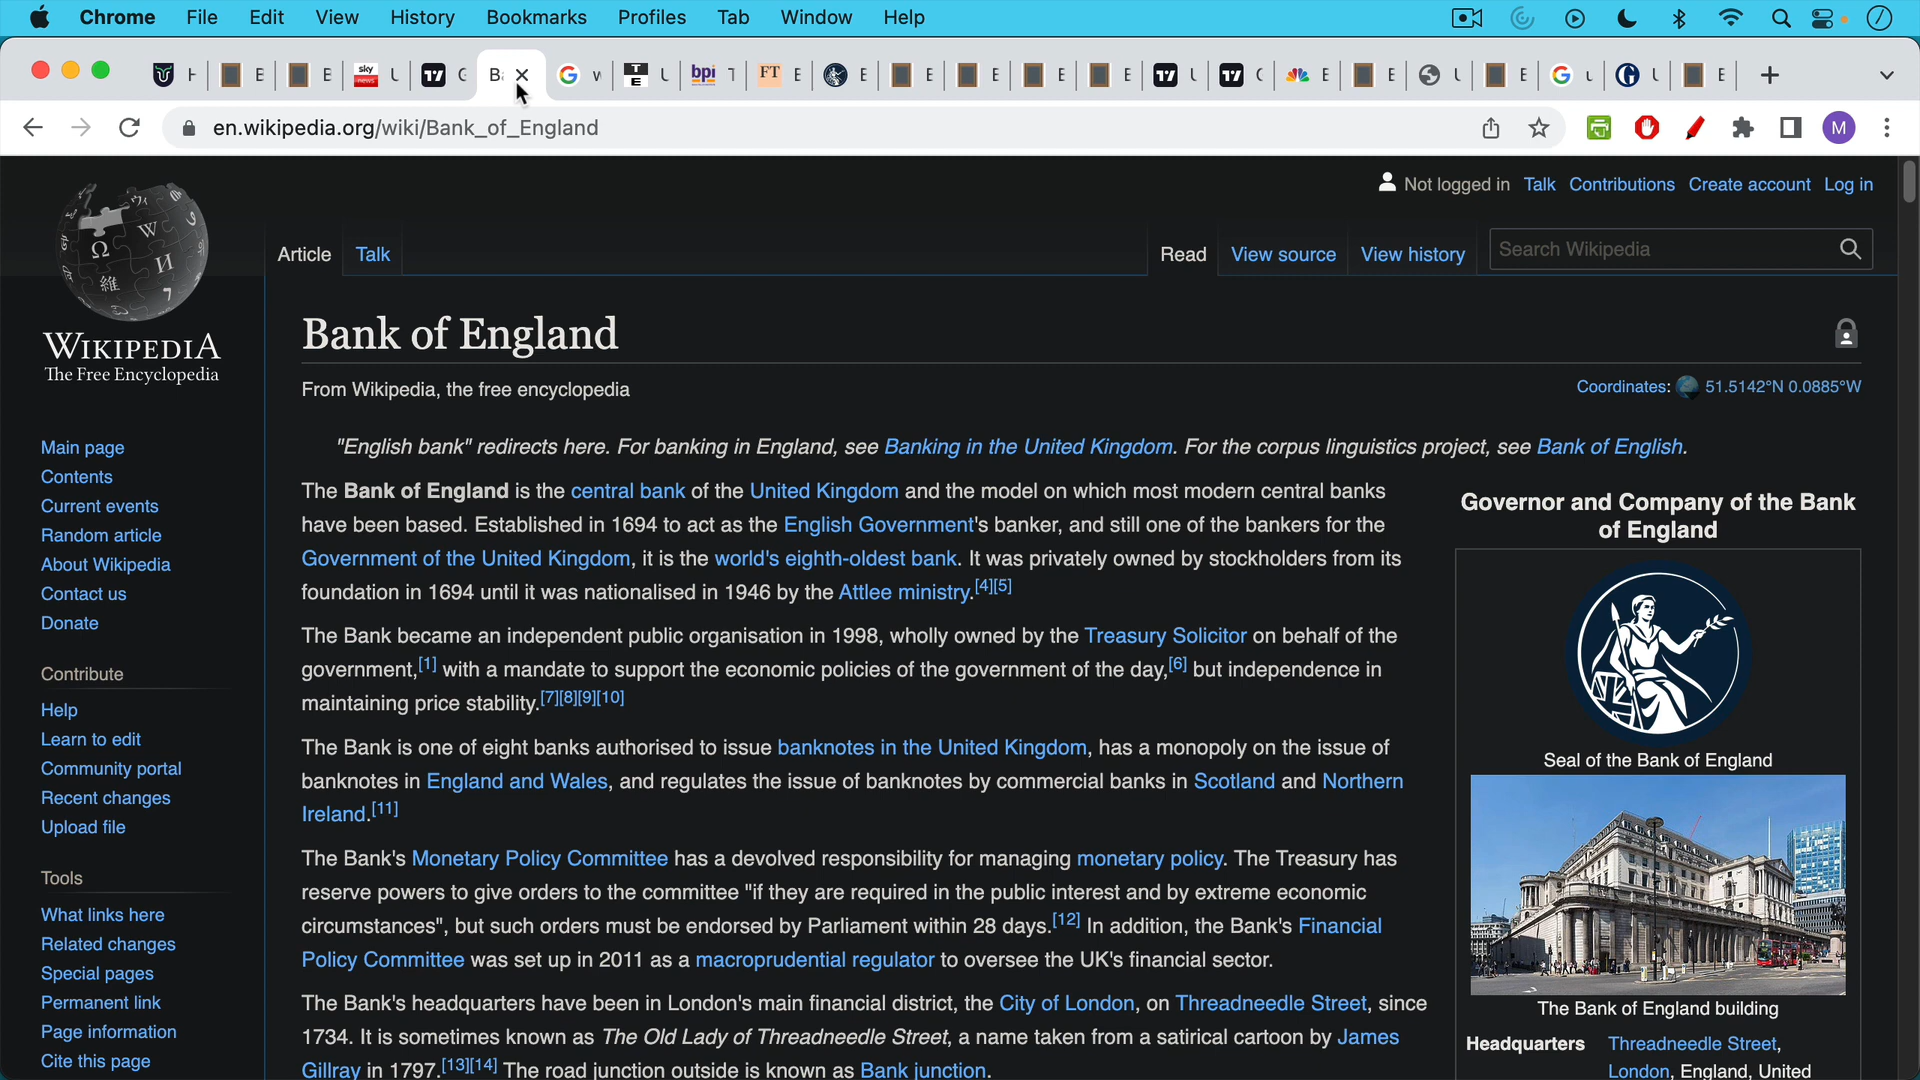 Chrome File Edit View History Bookmarks Profiles Tab Window Help
H E E sky news U 17 C Ba G w TE U bpi T FT E E E E E E 17 U 17 C E E U E G u U E
en.wikipedia.org/wiki/Bank_of_England M
Not logged in Talk Contributions Create account Log in
Article Talk Read View source View history Search Wikipedia
WIKIPEDIA
The Free Encyclopedia
Main page
Contents
Current events
Random article
About Wikipedia
Contact us
Donate
Contribute
Help
Learn to edit
Community portal
Recent changes
Upload file
Tools
What links here
Related changes
Special pages
Permanent link
Page information
Cite this page
Bank of England
From Wikipedia, the free encyclopedia
Coordinates: 51.5142°N 0.0885°W
"English bank" redirects here. For banking in England, see Banking in the United Kingdom. For the corpus linguistics project, see Bank of English.
The Bank of England is the central bank of the United Kingdom and the model on which most modern central banks
have been based. Established in 1694 to act as the English Government's banker, and still one of the bankers for the
Government of the United Kingdom, it is the world's eighth-oldest bank. It was privately owned by stockholders from its
foundation in 1694 until it was nationalised in 1946 by the Attlee ministry.[4][5]
The Bank became an independent public organisation in 1998, wholly owned by the Treasury Solicitor on behalf of the
government,[1] with a mandate to support the economic policies of the government of the day,[6] but independence in
maintaining price stability.[7][8][9][10]
The Bank is one of eight banks authorised to issue banknotes in the United Kingdom, has a monopoly on the issue of
banknotes in England and Wales, and regulates the issue of banknotes by commercial banks in Scotland and Northern
Ireland.[11]
The Bank's Monetary Policy Committee has a devolved responsibility for managing monetary policy. The Treasury has
reserve powers to give orders to the committee "if they are required in the public interest and by extreme economic
circumstances", but such orders must be endorsed by Parliament within 28 days.[12] In addition, the Bank's Financial
Policy Committee was set up in 2011 as a macroprudential regulator to oversee the UK's financial sector.
The Bank's headquarters have been in London's main financial district, the City of London, on Threadneedle Street, since
1734. It is sometimes known as The Old Lady of Threadneedle Street, a name taken from a satirical cartoon by James
Gillray in 1797.[13][14] The road junction outside is known as Bank junction.
Governor and Company of the Bank
of England
Seal of the Bank of England
The Bank of England building
Headquarters Threadneedle Street,
London, England, United